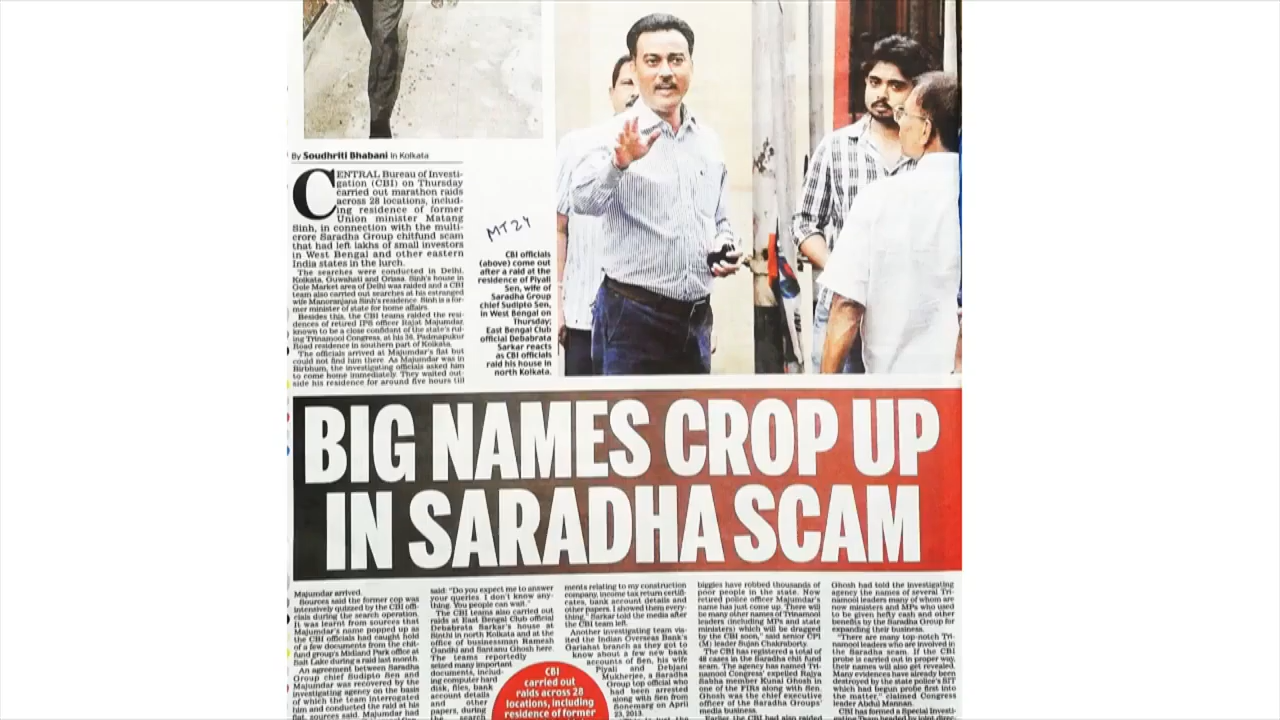 By Soudhriti Bhabani in Kolkata
CENTRAL Bureau of Investi-
gation (CBI) on Thursday
carried out marathon raids
across 28 locations, includ-
ing residence of former
Union minister Matang
Sinh, in connection with the multi-
crore Saradha Group chitfund scam
that had left lakhs of small investors
in West Bengal and other eastern
India states in the lurch.
The searches were conducted in Delhi,
Kolkata, Guwahati and Orissa. Sinh's house in
Gole Market area of Delhi was raided and a CBI
team also carried out searches at his estranged
wife Manoranjana Sinh's residence. Sinh is a for-
mer minister of state for home affairs.
Besides this, the CBI teams raided the resi-
dences of retired IPS officer Rajat Majumdar,
known to be a close confidant of the state's rul-
ing Trinamool Congress, at his 36, Padmapukur
Road residence in southern part of Kolkata.
The officials arrived at Majumdar's flat but
could not find him there. As Majumdar was in
Birbhum, the investigating officials asked him
to come home immediately. They waited out-
side his residence for around five hours till
MT 24
CBI officials
(above) come out
after a raid at the
residence of Piyali
Sen, wife of
Saradha Group
chief Sudipto Sen,
in West Bengal on
Thursday;
East Bengal Club
official Debabrata
Sarkar reacts
as CBI officials
raid his house in
north Kolkata.
BIG NAMES CROP UP
IN SARADHA SCAM
Majumdar arrived.
Sources said the former cop was
intensively quizzed by the CBI offi-
cials during the search operation.
It was learnt from sources that
Majumdar's name popped up as
the CBI officials had caught hold
of a few documents from the chit-
fund group's Midland Park office at
Salt Lake during a raid last month.
An agreement between Saradha
Group chief Sudipto Sen and
Majumdar was recovered by the
investigating agency on the basis
of which the team interrogated
him and conducted the raid at his
flat, sources said. Majumdar had
said: "Do you expect me to answer
your queries. I don't know any-
thing. You people can wait."
The CBI teams also carried out
raids at East Bengal Club official
Debabrata Sarkar's house at
Sinthi in north Kolkata and at the
office of businessman Ramesh
Gandhi and Santanu Ghosh here.
The teams reportedly
seized many important
documents, includ-
ing computer hard
disk, files, bank
account details
and other
papers, during
the search
CBI
carried out
raids across 28
locations, including
residence of former
ments relating to my construction
company, income tax return certifi-
cates, bank account details and
other papers. I showed them every-
thing," Sarkar told the media after
the CBI team left.
Another investigating team vis-
ited the Indian Overseas Bank's
Gariahat branch as they got to
know about a few new bank
accounts of Sen, his wife
Piyali and Debjani
Mukherjee, a Saradha
Group top official who
had been arrested
along with Sen from
Sonemarg on April
23, 2013.
biggies have robbed thousands of
poor people in the state. Now
retired police officer Majumdar's
name has just come up. There will be
many other names of Trinamool
leaders (including MPs and state
ministers) which will be dragged
by the CBI soon," said senior CPI
(M) leader Sujan Chakraborty.
The CBI has registered a total of
48 cases in the Saradha chit fund
scam. The agency has named Tri-
namool Congress' expelled Rajya
Sabha member Kunal Ghosh in
one of the FIRs along with Sen.
Ghosh was the chief executive
officer of the Saradha Groups'
media business.
Earlier the CBI had also raided
Ghosh had told the investigating
agency the names of several Tri-
namool leaders many of whom are
now ministers and MPs who used
to be given hefty cash and other
benefits by the Saradha Group for
expanding their business.
"There are many top-notch Tri-
namool leaders who are involved in
the Saradha scam. If the CBI
probe is carried out in proper way,
their names will also get revealed.
Many evidences have already been
destroyed by the state police's SIT
which had begun probe first into
the matter," claimed Congress
leader Abdul Mannan.
CBI has formed a Special Investi-
gating Team headed by joint direc-